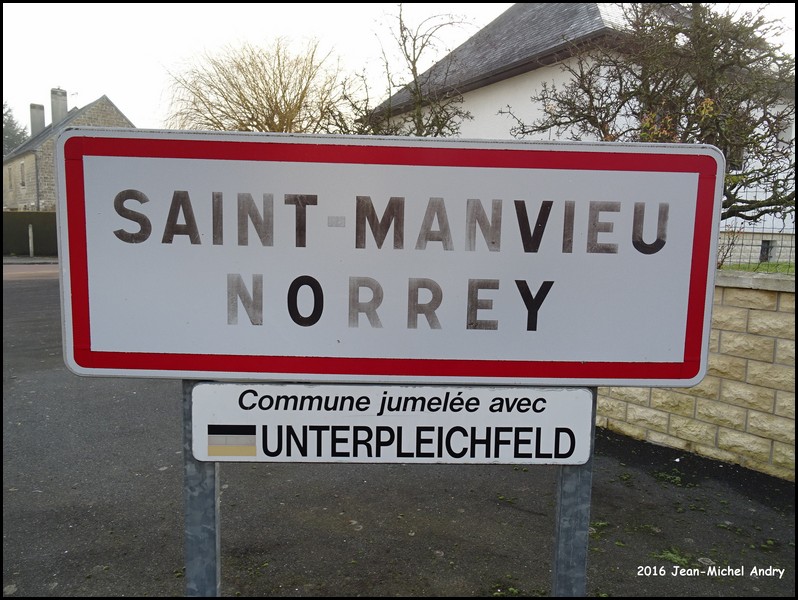 SAINT-MANVIEU
NORREY
Commune jumelée avec
UNTERPLEICHFELD
2016 Jean-Michel Andry